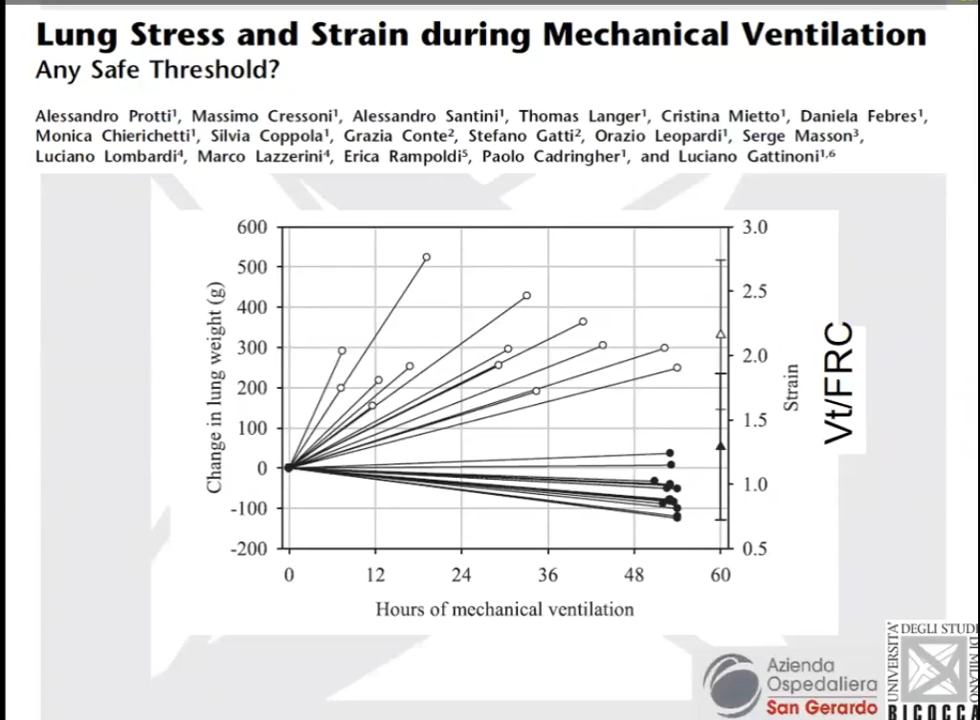 Lung Stress and Strain during Mechanical Ventilation
Any Safe Threshold?
Alessandro Protti¹, Massimo Cressoni¹, Alessandro Santini¹, Thomas Langer¹, Cristina Mietto¹, Daniela Febres¹,
Monica Chierichetti¹, Silvia Coppola¹, Grazia Conte², Stefano Gatti², Orazio Leopardi¹, Serge Masson³,
Luciano Lombardi⁴, Marco Lazzerini⁴, Erica Rampoldi⁵, Paolo Cadringher¹, and Luciano Gattinoni¹,⁶
Change in lung weight (g)
600
500
400
300
200
100
0
-100
-200
3.0
2.5
2.0
1.5
1.0
0.5
Strain
Vt/FRC
0 12 24 36 48 60
Hours of mechanical ventilation
Azienda
Ospedaliera
San Gerardo
UNIVERSITÀ
DEGLI STUDI
DI MILANO
BICOCCA